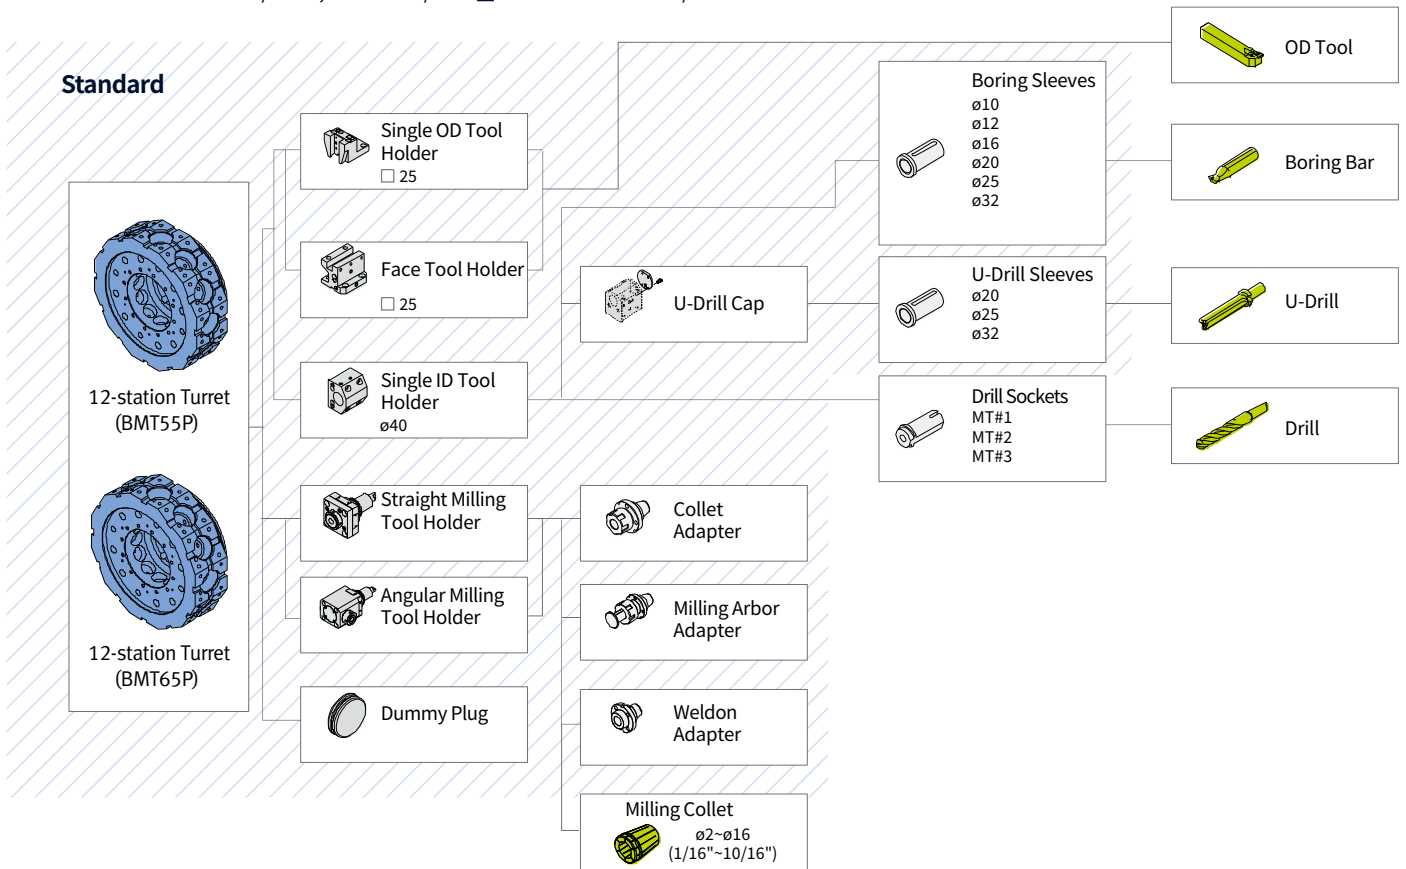 Standard
12-station Turret
(BMT55P)
12-station Turret
(BMT65P)
Single OD Tool
Holder
□ 25
Face Tool Holder
□ 25
Single ID Tool
Holder
ø40
Straight Milling
Tool Holder
Angular Milling
Tool Holder
Dummy Plug
U-Drill Cap
Collet
Adapter
Milling Arbor
Adapter
Weldon
Adapter
Milling Collet
ø2~ø16
(1/16"~10/16")
Boring Sleeves
ø10
ø12
ø16
ø20
ø25
ø32
U-Drill Sleeves
ø20
ø25
ø32
Drill Sockets
MT#1
MT#2
MT#3
OD Tool
Boring Bar
U-Drill
Drill